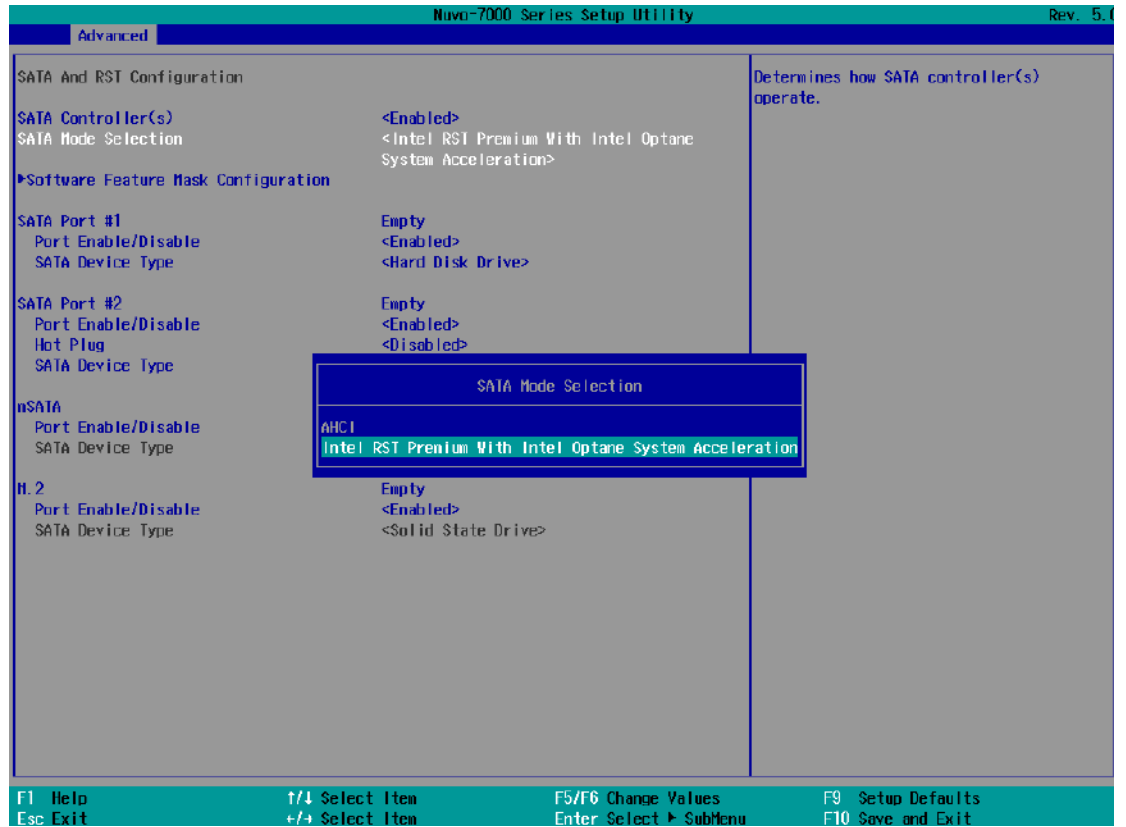 Nuvo-7000 Series Setup Utility Rev. 5.
Advanced
SATA And RST Configuration
Determines how SATA controller(s)
operate.
SATA Controller(s) <Enabled>
SATA Mode Selection <Intel RST Premium With Intel Optane
System Acceleration>
▶Software Feature Mask Configuration
SATA Port #1 Empty
Port Enable/Disable <Enabled>
SATA Device Type <Hard Disk Drive>
SATA Port #2 Empty
Port Enable/Disable <Enabled>
Hot Plug <Disabled>
SATA Device Type
mSATA
Port Enable/Disable
SATA Device Type
SATA Mode Selection
AHCI
Intel RST Premium With Intel Optane System Acceleration
M.2 Empty
Port Enable/Disable <Enabled>
SATA Device Type <Solid State Drive>
F1 Help ↑/↓ Select Item F5/F6 Change Values F9 Setup Defaults
Esc Exit ←/→ Select Item Enter Select ▶ SubMenu F10 Save and Exit